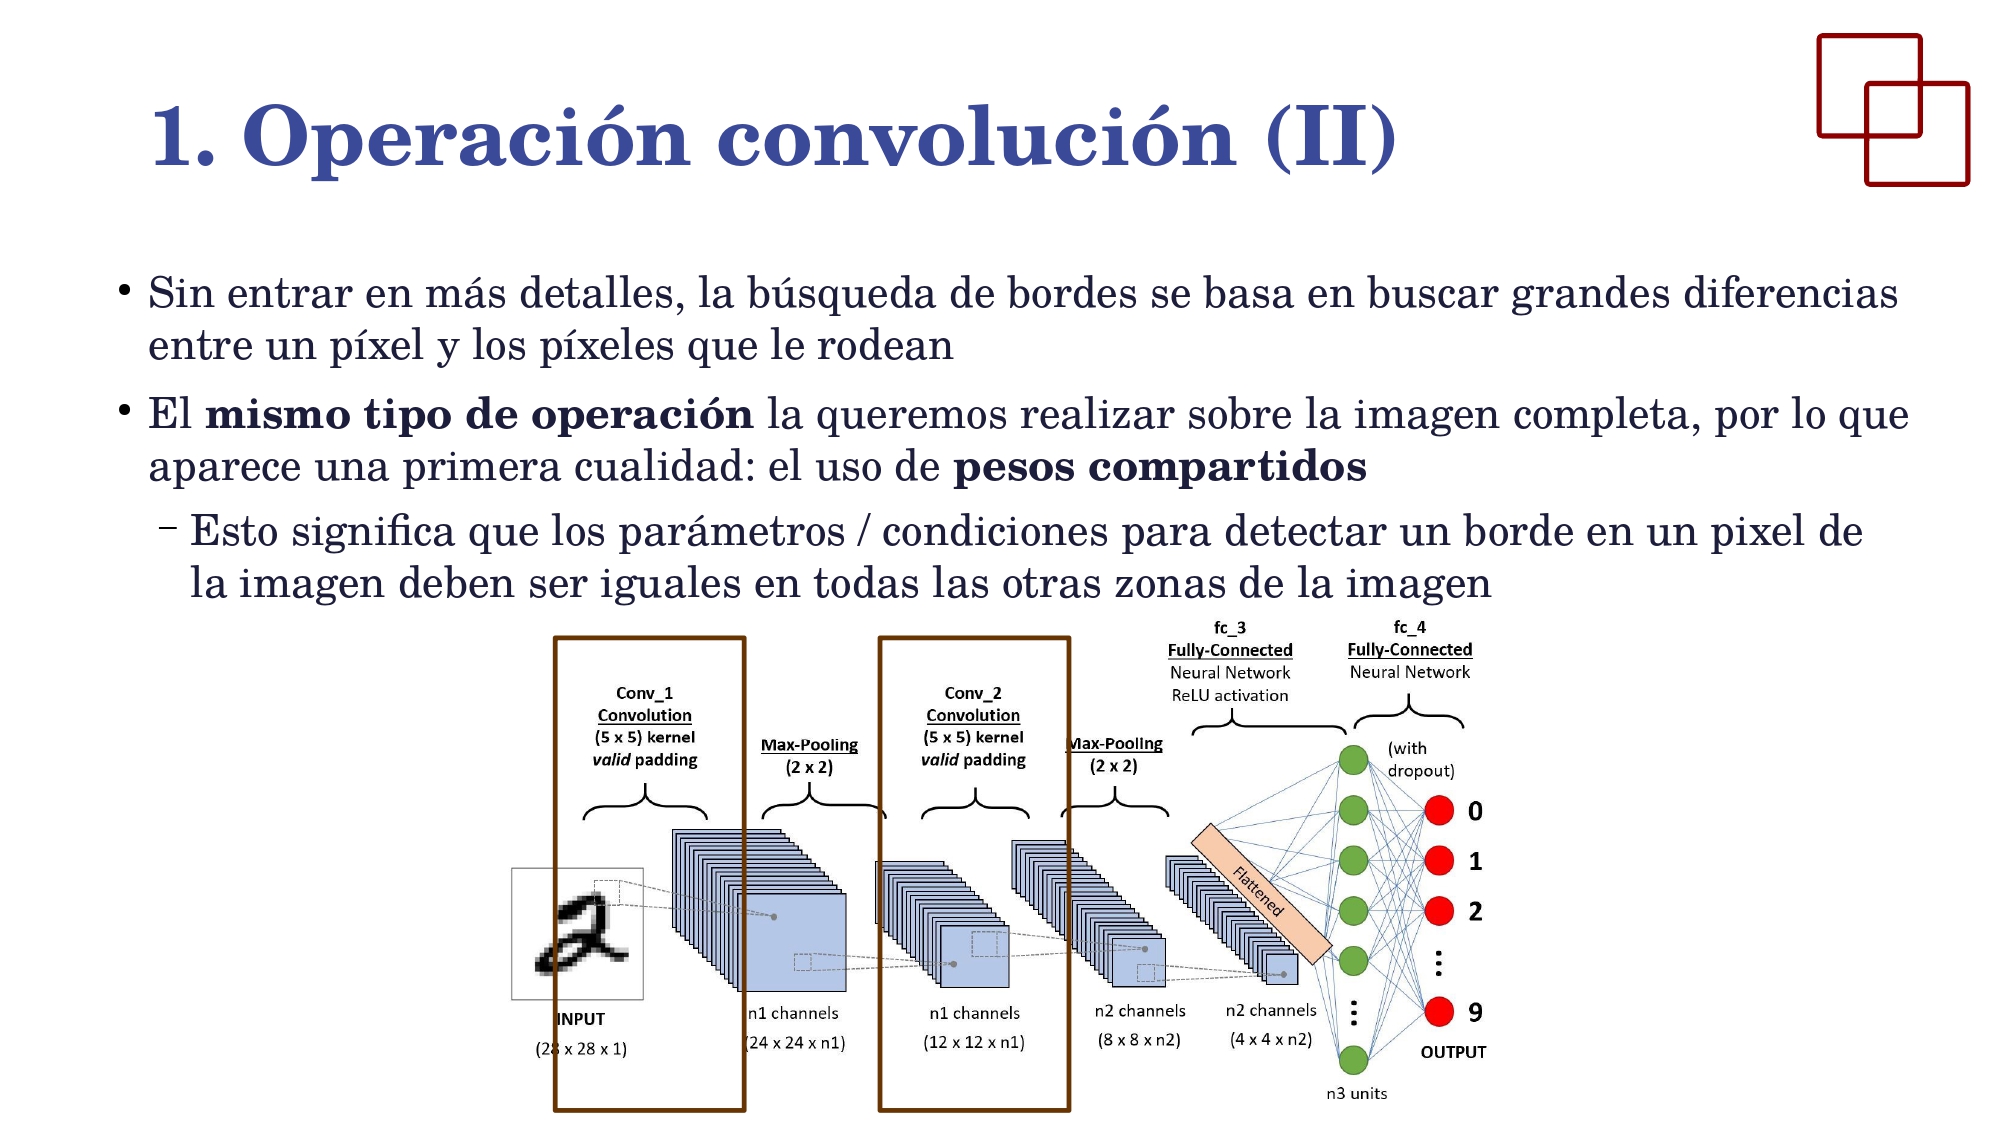 1. Operación convolución (II)
• Sin entrar en más detalles, la búsqueda de bordes se basa en buscar grandes diferencias
entre un píxel y los píxeles que le rodean
• El mismo tipo de operación la queremos realizar sobre la imagen completa, por lo que
aparece una primera cualidad: el uso de pesos compartidos
– Esto significa que los parámetros / condiciones para detectar un borde en un pixel de
la imagen deben ser iguales en todas las otras zonas de la imagen
Conv_1
Convolution
(5 x 5) kernel
valid padding
Max-Pooling
(2 x 2)
Conv_2
Convolution
(5 x 5) kernel
valid padding
Max-Pooling
(2 x 2)
fc_3
Fully-Connected
Neural Network
ReLU activation
fc_4
Fully-Connected
Neural Network
(with
dropout)
Flattened
0
1
2
9
OUTPUT
2
INPUT
(28 x 28 x 1)
n1 channels
(24 x 24 x n1)
n1 channels
(12 x 12 x n1)
n2 channels
(8 x 8 x n2)
n2 channels
(4 x 4 x n2)
n3 units